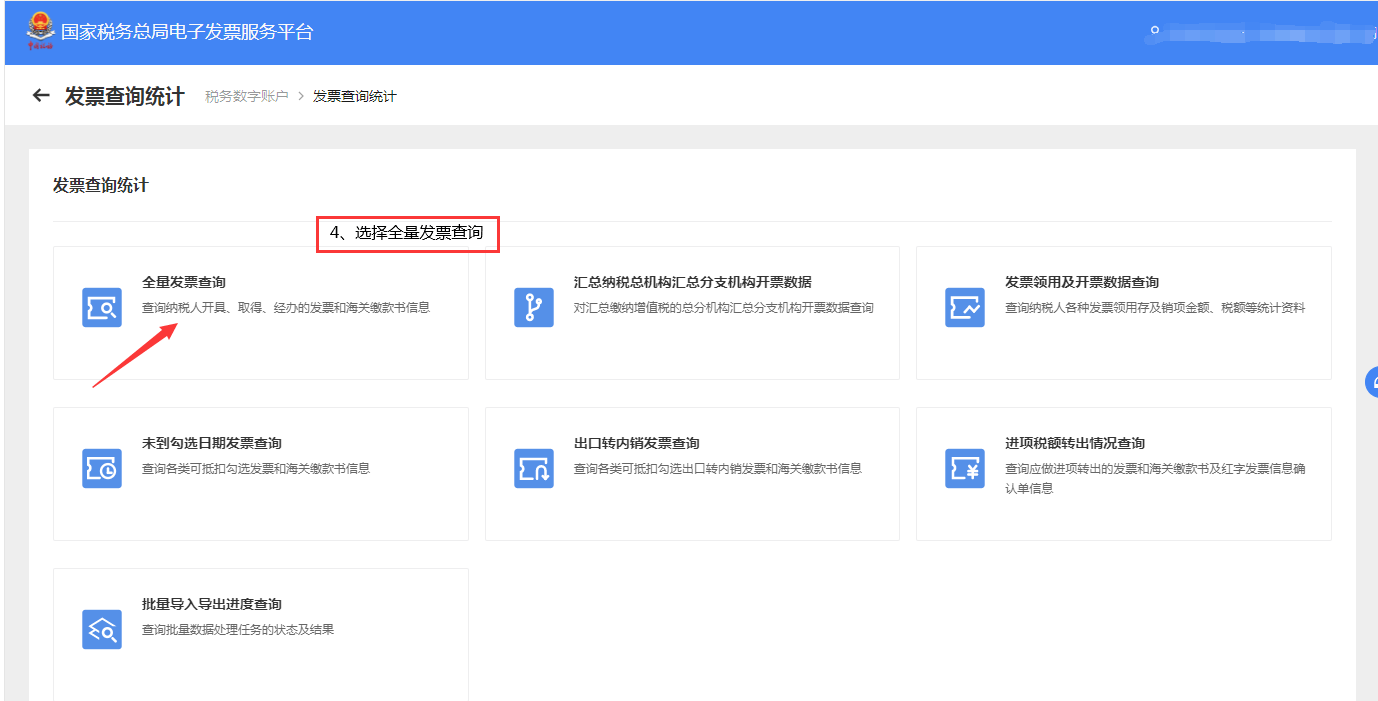 国家税务总局电子发票服务平台
发票查询统计 税务数字账户 > 发票查询统计
发票查询统计
4、选择全量发票查询
全量发票查询
查询纳税人开具、取得、经办的发票和海关缴款书信息
汇总纳税总机构汇总分支机构开票数据
对汇总缴纳增值税的总分机构汇总分支机构开票数据查询
发票领用及开票数据查询
查询纳税人各种发票领用存及销项金额、税额等统计资料
未到勾选日期发票查询
查询各类可抵扣勾选发票和海关缴款书信息
出口转内销发票查询
查询各类可抵扣勾选出口转内销发票和海关缴款书信息
进项税额转出情况查询
查询应做进项转出的发票和海关缴款书及红字发票信息确
认单信息
批量导入导出进度查询
查询批量数据处理任务的状态及结果